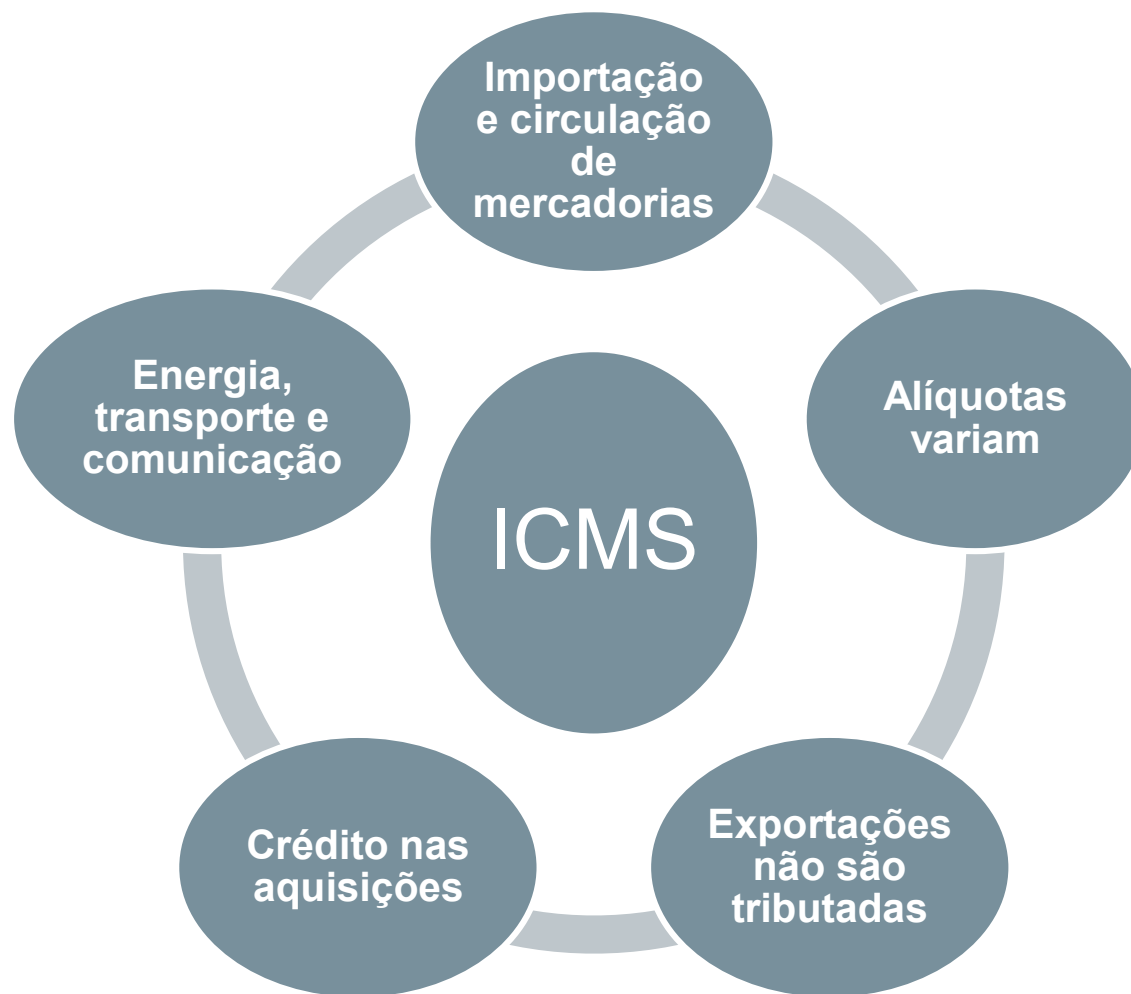 Importação
e circulação
de
mercadorias
Alíquotas
variam
Exportações
não são
tributadas
Crédito nas
aquisições
Energia,
transporte e
comunicação
ICMS